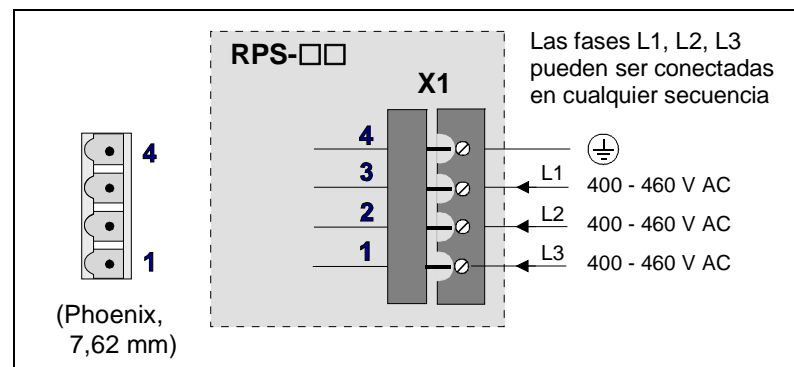 RPS-□□
X1
Las fases L1, L2, L3
pueden ser conectadas
en cualquier secuencia
4
1
(Phoenix,
7,62 mm)
4
3 L1 400 - 460 V AC
2 L2 400 - 460 V AC
1 L3 400 - 460 V AC